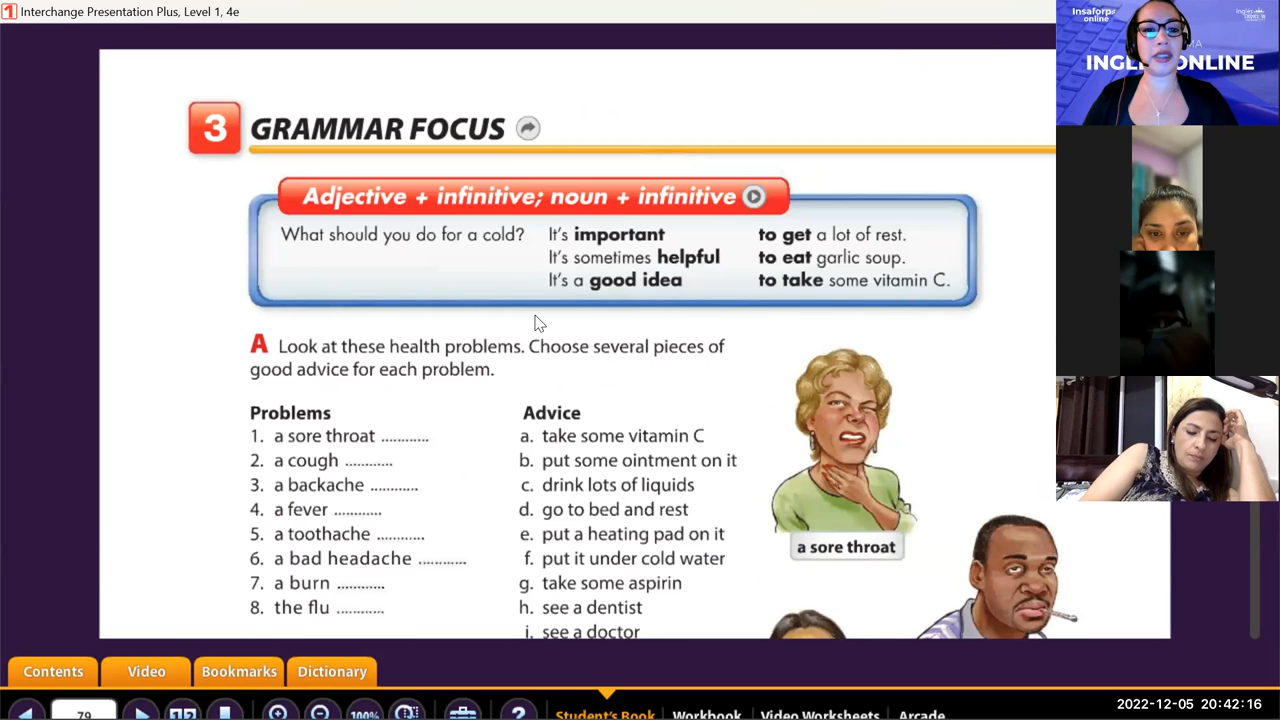 Interchange Presentation Plus, Level 1, 4e
Insaforp
online
INGL ONLINE
3 GRAMMAR FOCUS
Adjective + infinitive; noun + infinitive
What should you do for a cold? It's important to get a lot of rest.
It's sometimes helpful to eat garlic soup.
It's a good idea to take some vitamin C.
A Look at these health problems. Choose several pieces of
good advice for each problem.
Problems Advice
1. a sore throat ............ a. take some vitamin C
2. a cough ............ b. put some ointment on it
3. a backache ............ c. drink lots of liquids
4. a fever ............ d. go to bed and rest
5. a toothache ............ e. put a heating pad on it
6. a bad headache ............ f. put it under cold water
7. a burn ............ g. take some aspirin
8. the flu ............ h. see a dentist
i. see a doctor
a sore throat
Contents Video Bookmarks Dictionary
79 100% ? Student's Book Workbook Video Worksheets Arcade
2022-12-05 20:42:16